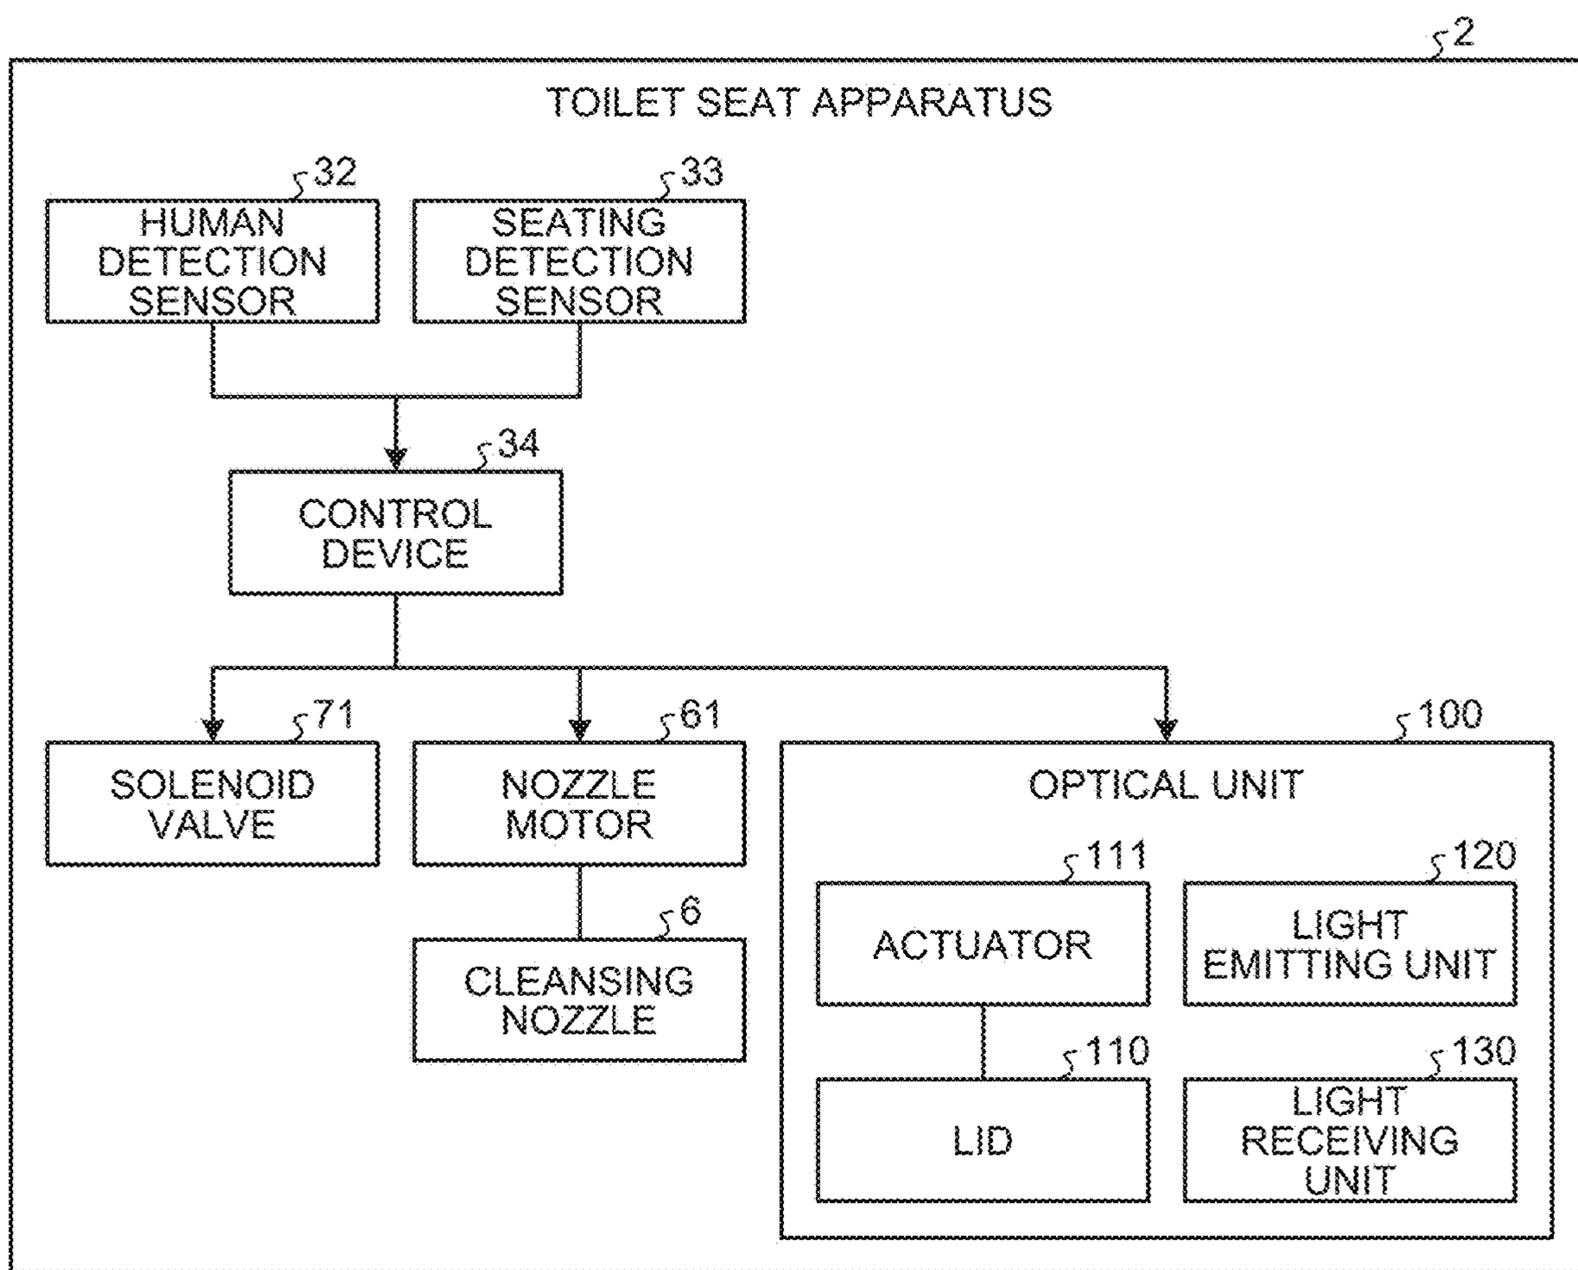 2
TOILET SEAT APPARATUS
32
33
HUMAN
DETECTION
SENSOR
SEATING
DETECTION
SENSOR
34
CONTROL
DEVICE
71
61
100
SOLENOID
VALVE
NOZZLE
MOTOR
OPTICAL UNIT
111
120
ACTUATOR
LIGHT
EMITTING UNIT
6
CLEANSING
NOZZLE
110
130
LID
LIGHT
RECEIVING
UNIT